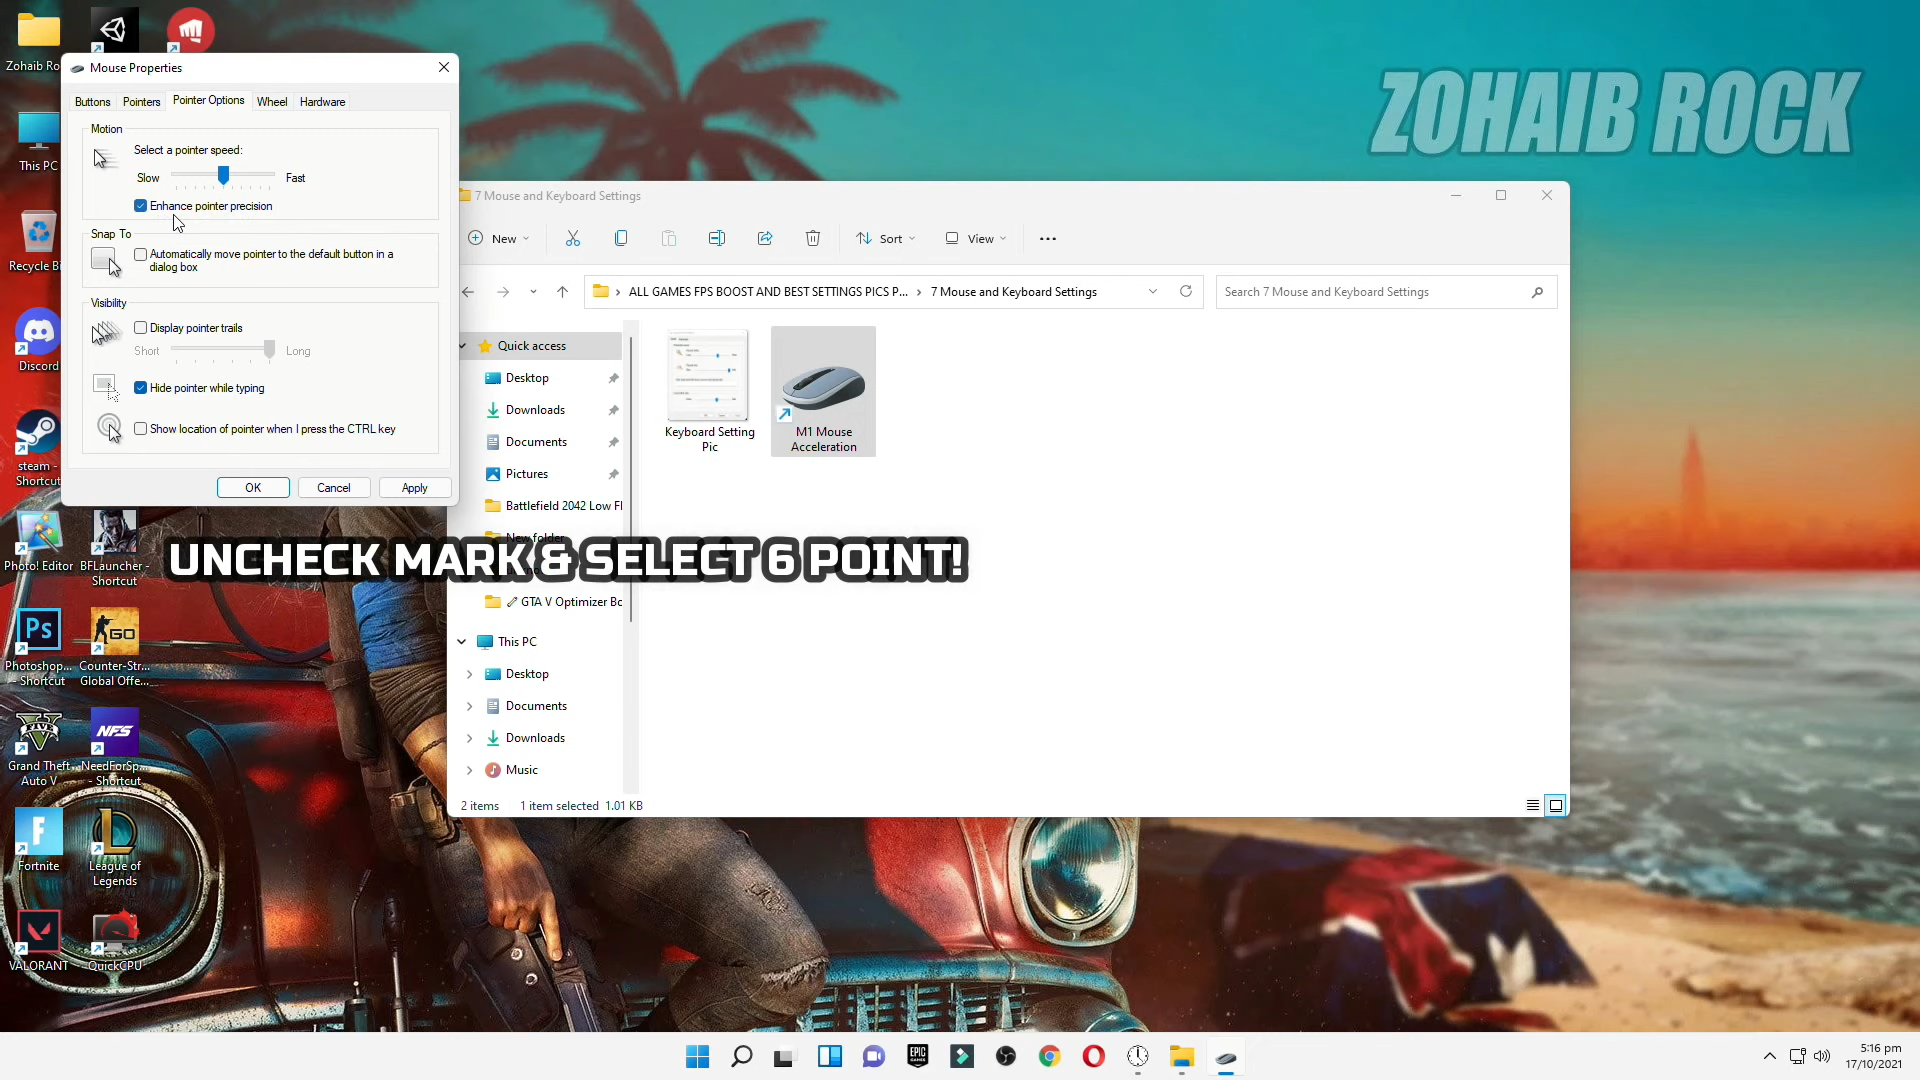 Zohaib Ro
This PC
Recycle Bi
Discord
steam -
Shortcut
Photo! Editor
BFLauncher -
Shortcut
Ps
Photoshop...
- Shortcut
GO
Counter-Str...
Global Offe...
FIVE
Grand Theft
Auto V
NFS
NeedForSp...
- Shortcut
Fortnite
League of
Legends
VALORANT
QuickCPU
Mouse Properties
Buttons
Pointers
Pointer Options
Wheel
Hardware
Motion
Select a pointer speed:
Slow
Fast
Enhance pointer precision
Snap To
Automatically move pointer to the default button in a
dialog box
Visibility
Display pointer trails
Short
Long
Hide pointer while typing
Show location of pointer when I press the CTRL key
OK
Cancel
Apply
ZOHAIB ROCK
7 Mouse and Keyboard Settings
New
Sort
View
ALL GAMES FPS BOOST AND BEST SETTINGS PICS P... › 7 Mouse and Keyboard Settings
Search 7 Mouse and Keyboard Settings
Quick access
Desktop
Downloads
Documents
Pictures
Battlefield 2042 Low Fl
New folder
GTA V Optimizer Bc
This PC
Desktop
Documents
Downloads
Music
Keyboard Setting
Pic
M1 Mouse
Acceleration
2 items
1 item selected 1.01 KB
UNCHECK MARK & SELECT 6 POINT!
EPIC
GAMES
5:16 pm
17/10/2021